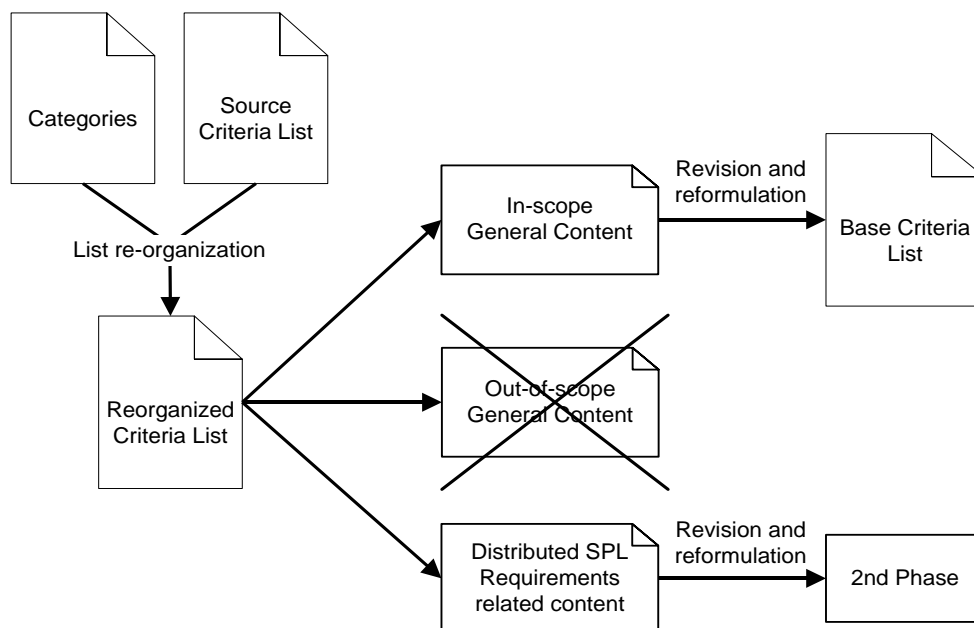 Categories
Source
Criteria List
List re-organization
Reorganized
Criteria List
In-scope
General Content
Revision and
reformulation
Base Criteria
List
Out-of-scope
General Content
Distributed SPL
Requirements
related content
Revision and
reformulation
2nd Phase